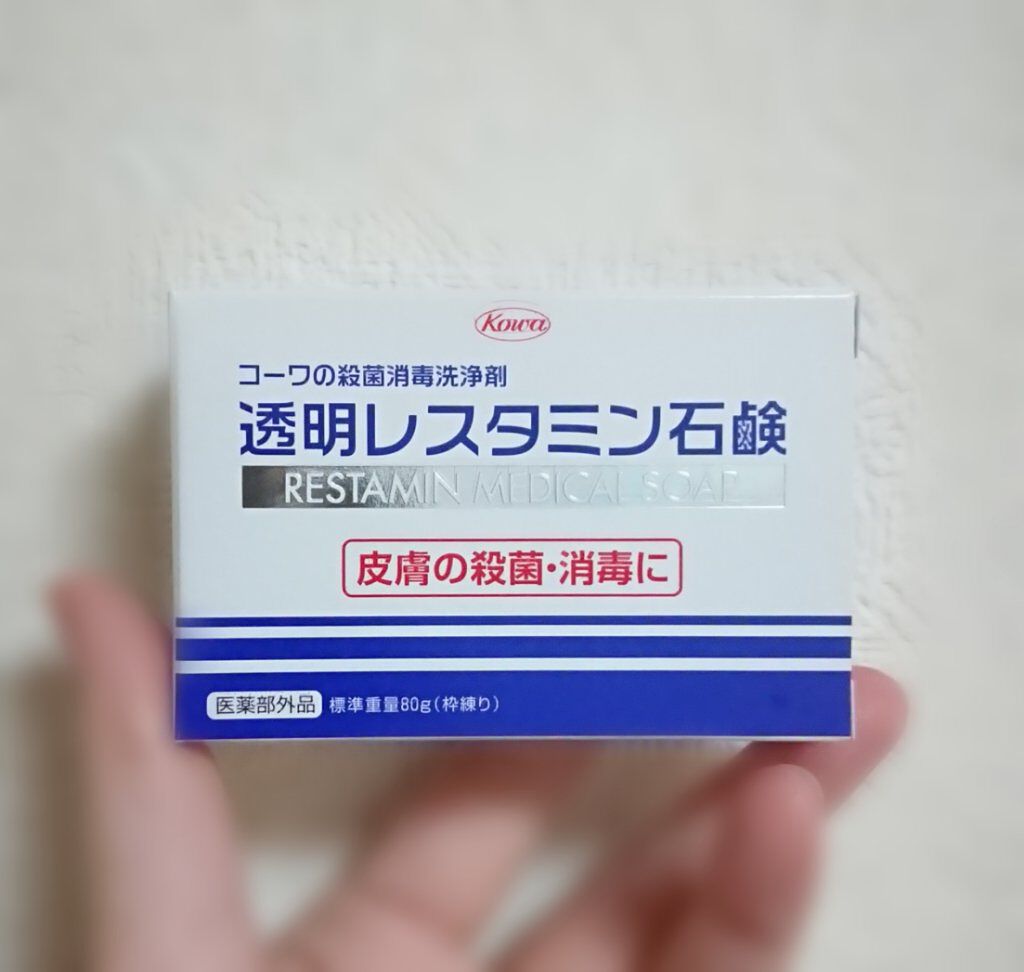 Kowa
コーワの殺菌消毒洗浄剤
透明レスタミン石鹸
RESTAMIN MEDICAL SOAP
皮膚の殺菌・消毒に
医薬部外品 標準重量80g(枠練り)